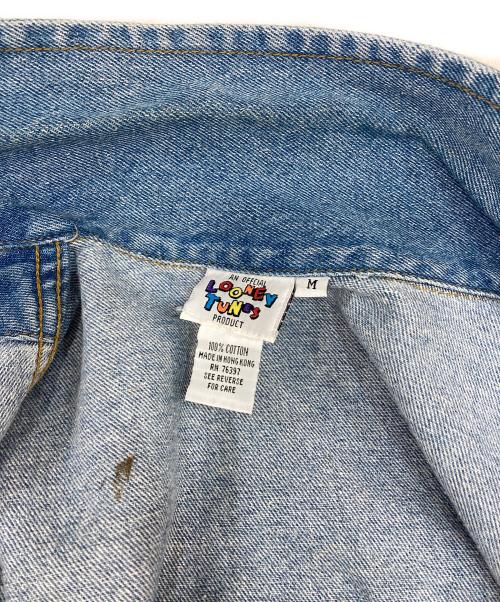 AN OFFICIAL
LOONEY
TUNES
PRODUCT
M
100% COTTON
MADE IN HONG KONG
RN 76397
SEE REVERSE
FOR CARE